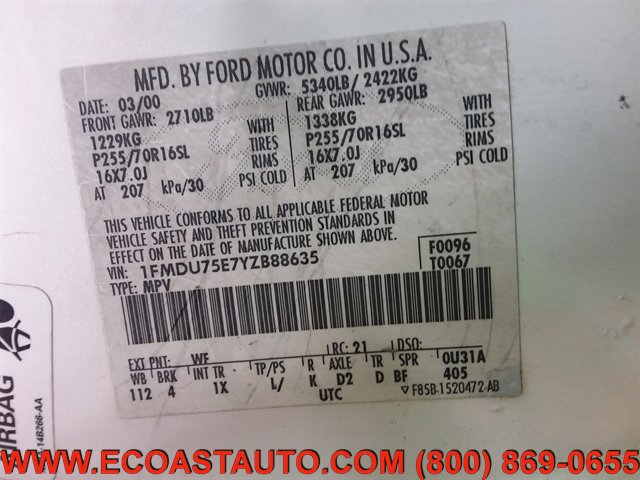 MFD. BY FORD MOTOR CO. IN U.S.A.
DATE: 03/00 GVWR: 5340LB/ 2422KG
FRONT GAWR: 2710LB REAR GAWR: 2950LB
1229KG WITH 1338KG WITH
P255/70R16SL TIRES P255/70R16SL TIRES
16X7.0J RIMS 16X7.0J RIMS
AT 207 kPa/30 PSI COLD AT 207 kPa/30 PSI COLD
THIS VEHICLE CONFORMS TO ALL APPLICABLE FEDERAL MOTOR
VEHICLE SAFETY AND THEFT PREVENTION STANDARDS IN
EFFECT ON THE DATE OF MANUFACTURE SHOWN ABOVE.
VIN: 1FMDU75E7YZB88635 F0096
TYPE: MPV T0067
EXT PNT: WF RC: 21 DSO:
WB BRK INT TR TP/PS R AXLE TR SPR 0U31A
112 4 1X L/ K D2 D BF 405
UTC ▽ F85B-1520472-AB
AIRBAG
14B266-AA
WWW.ECOASTAUTO.COM (800) 869-0655